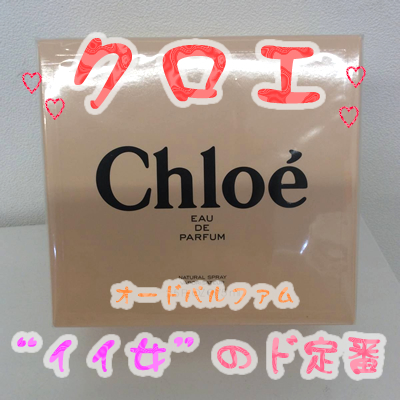 クロエ
Chloé
EAU
DE
PARFUM
NATURAL SPRAY
オードパルファム
“イイ女”のド定番